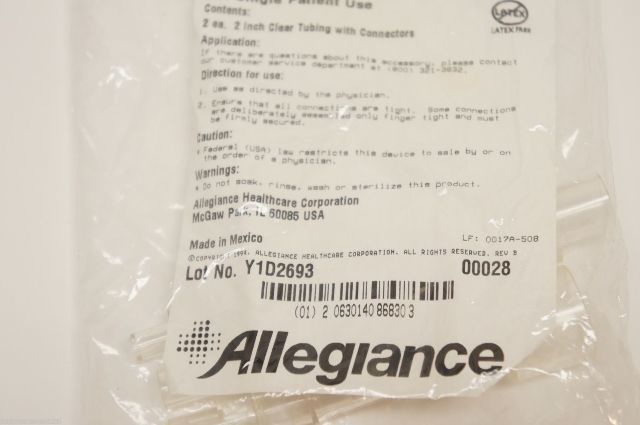 Single Patient Use
Contents:
2 ea. 2 inch Clear Tubing with Connectors
LATEX
LATEX FREE
Application:
If there are questions about this accessory, please contact
our customer service department at (800) 321-3832.
Direction for use:
1. Use as directed by the physician.
2. Ensure that all connections are tight. Some connections
are deliberately assembled only finger tight and must
be firmly secured.
Caution:
Federal (USA) law restricts this device to sale by or on
the order of a physician.
Warnings:
Do not soak, rinse, wash or sterilize this product.
Allegiance Healthcare Corporation
McGaw Park, IL 60085 USA
Made in Mexico
LF: 0017A-508
© COPYRIGHT 1994, ALLEGIANCE HEALTHCARE CORPORATION. ALL RIGHTS RESERVED. REV B
Lot No. Y1D2693 00028
(01) 2 0630140 86830 3
Allegiance